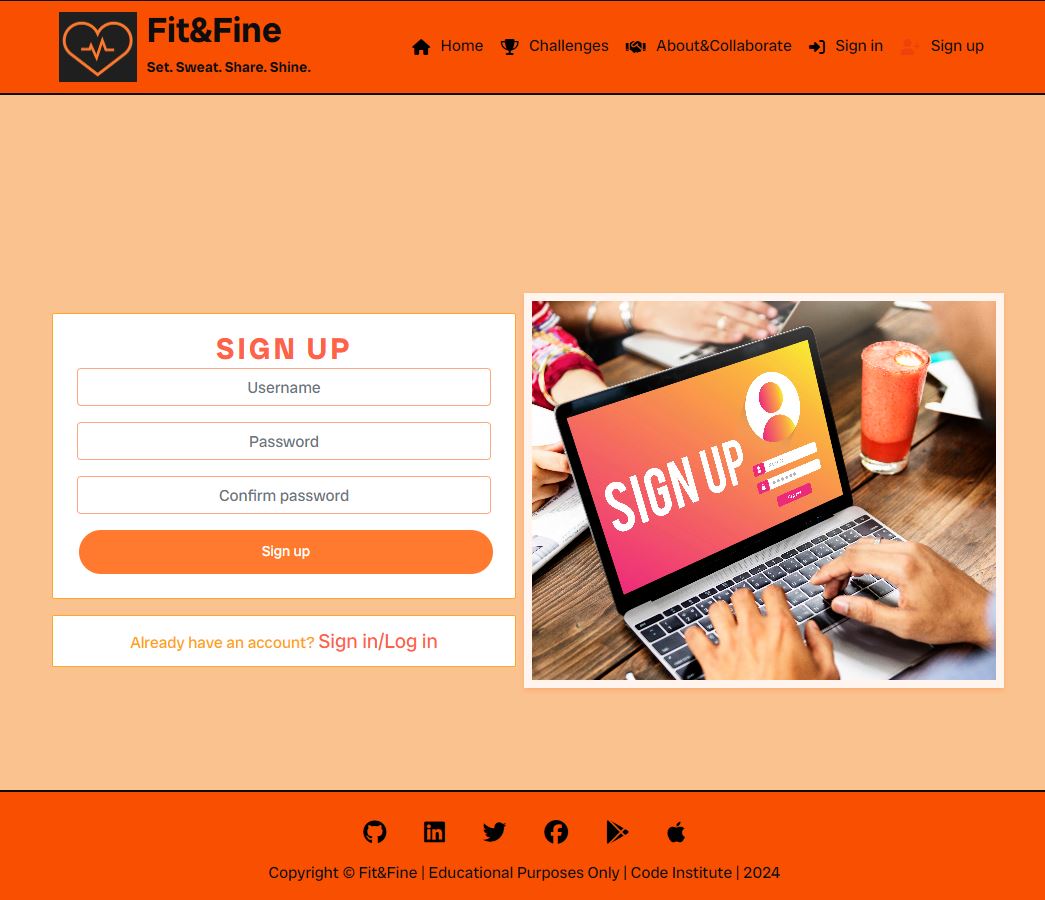 Fit&Fine
Set. Sweat. Share. Shine.
Home Challenges About&Collaborate Sign in Sign up
SIGN UP
Username
Password
Confirm password
Sign up
Already have an account? Sign in/Log in
SIGN UP
Copyright © Fit&Fine | Educational Purposes Only | Code Institute | 2024